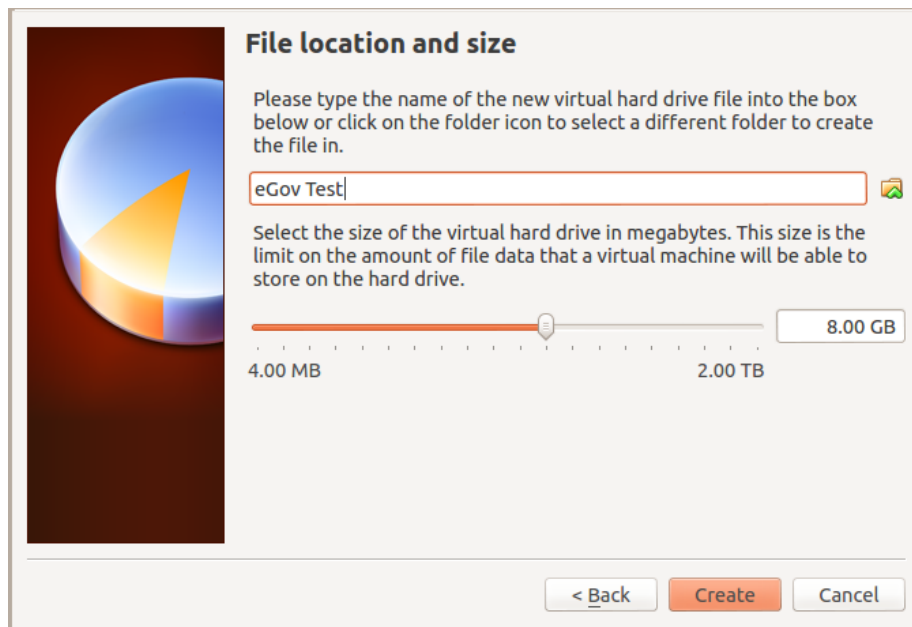 File location and size
Please type the name of the new virtual hard drive file into the box
below or click on the folder icon to select a different folder to create
the file in.
eGov Test
Select the size of the virtual hard drive in megabytes. This size is the
limit on the amount of file data that a virtual machine will be able to
store on the hard drive.
8.00 GB
4.00 MB 2.00 TB
< Back Create Cancel